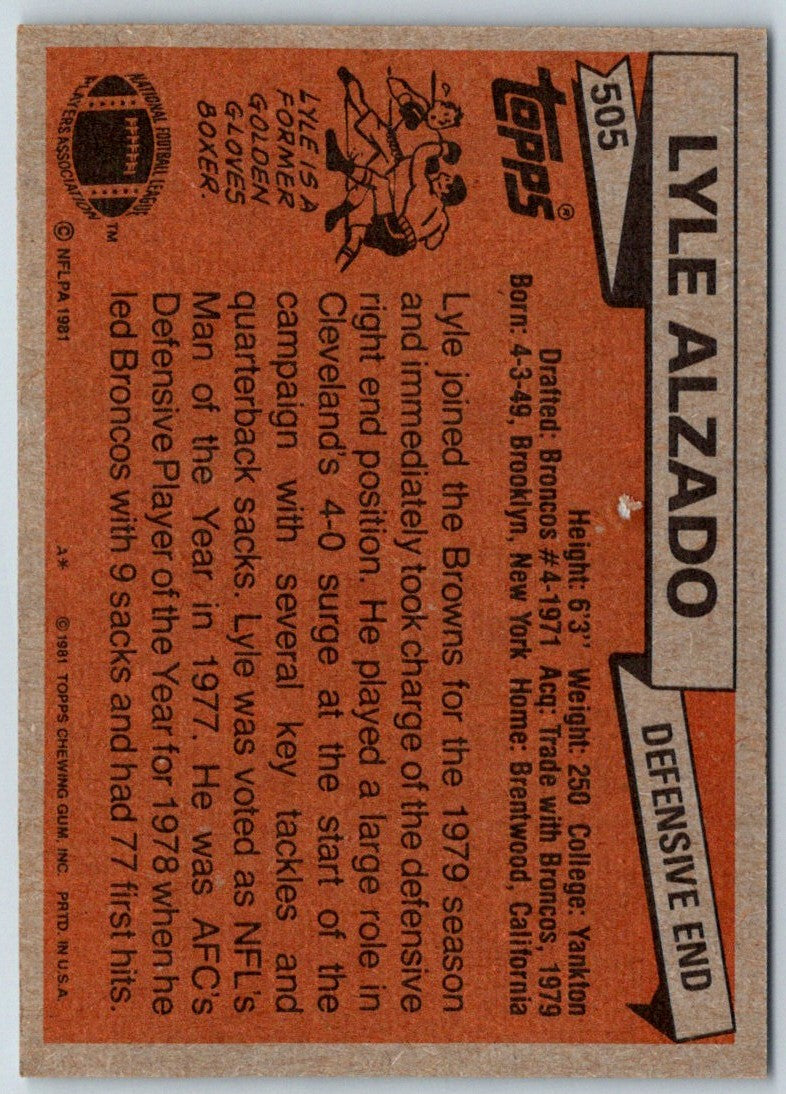 505
LYLE ALZADO
DEFENSIVE END
topps®
Height: 6'3" Weight: 250 College: Yankton
Drafted: Broncos #4-1971 Acq: Trade with Broncos, 1979
Born: 4-3-49, Brooklyn, New York Home: Brentwood, California
Lyle joined the Browns for the 1979 season
and immediately took charge of the defensive
right end position. He played a large role in
Cleveland's 4-0 surge at the start of the
campaign with several key tackles and
quarterback sacks. Lyle was voted as NFL's
Man of the Year in 1977. He was AFC's
Defensive Player of the Year for 1978 when he
led Broncos with 9 sacks and had 77 first hits.
LYLE IS A
FORMER
GOLDEN
GLOVES
BOXER.
NATIONAL FOOTBALL LEAGUE
PLAYERS ASSOCIATION
™
© NFLPA 1981
A* © 1981 TOPPS CHEWING GUM, INC. PRTD. IN U.S.A.